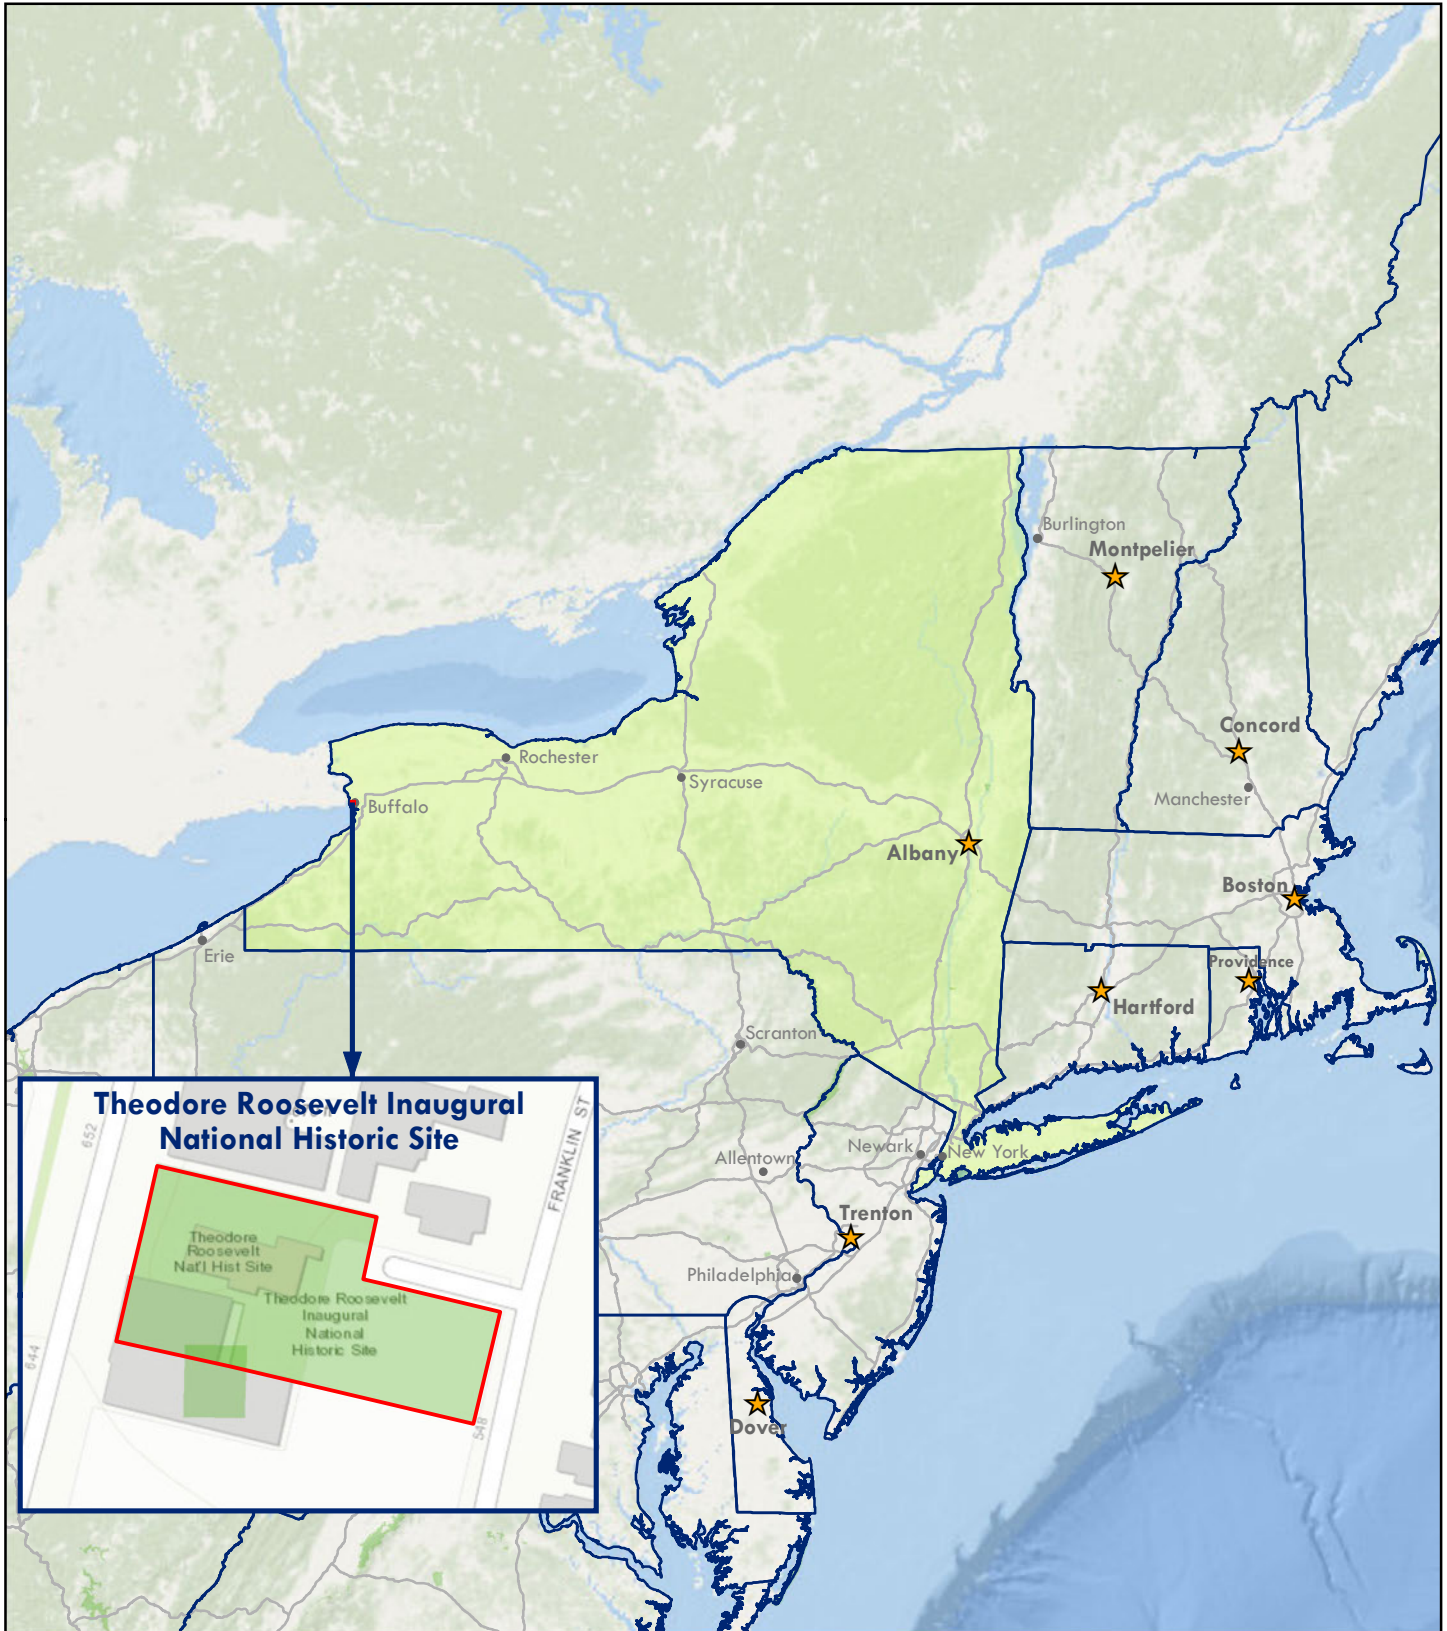 Burlington
Montpelier
Concord
Rochester
Syracuse
Manchester
Buffalo
Albany
Boston
Erie
Providence
Hartford
Scranton
Theodore Roosevelt Inaugural
National Historic Site
652
FRANKLIN ST
Newark
New York
Allentown
Trenton
Theodore
Roosevelt
Nat'l Hist Site
Philadelphia
Theodore Roosevelt
Inaugural
National
Historic Site
644
548
Dover